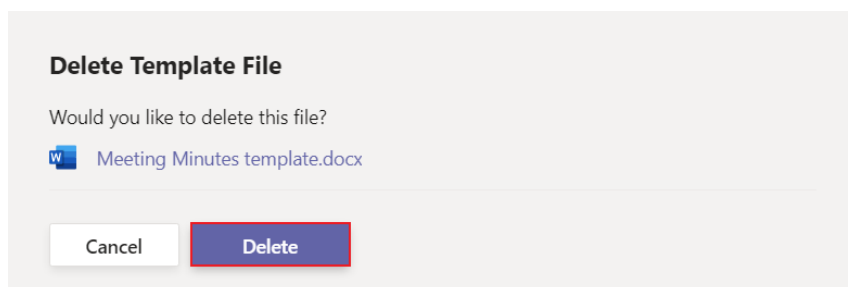 Delete Template File
Would you like to delete this file?
W Meeting Minutes template.docx
Cancel Delete